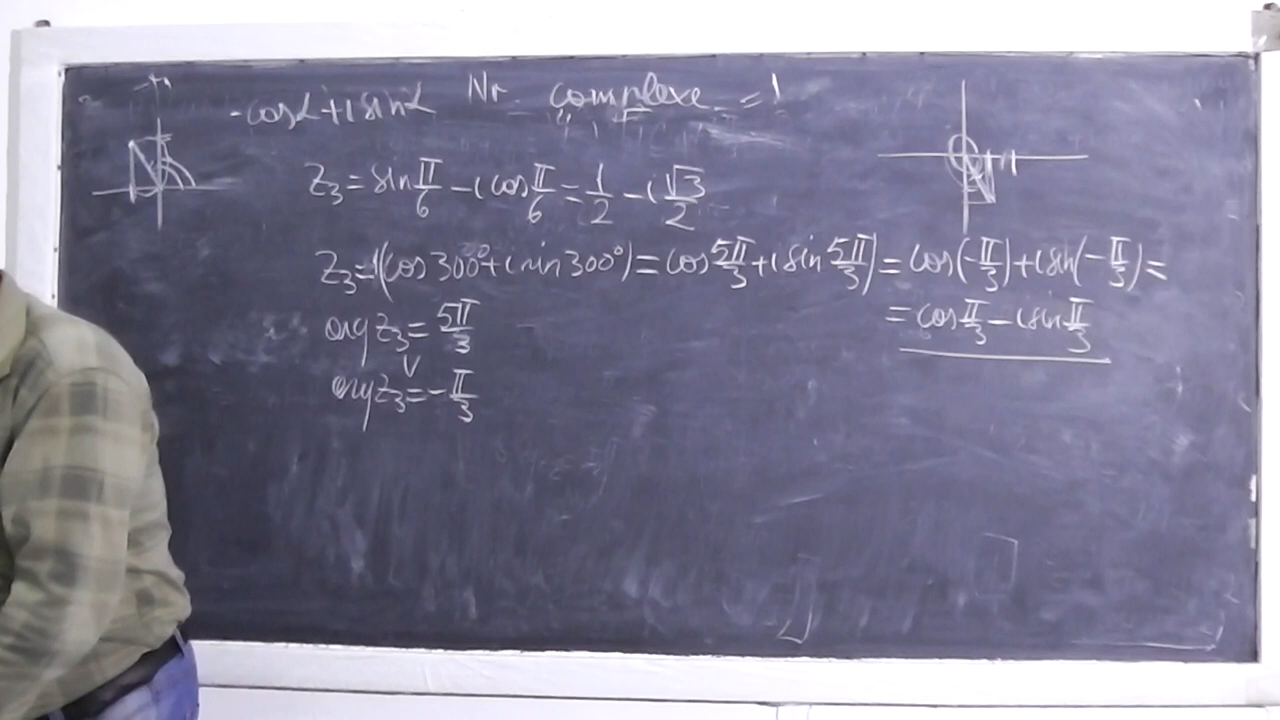 -cosα+i sinα Nr. complexe =1
Z₃ = sin π/6 - i cos π/6 = 1/2 - i √3/2
Z₃ = 1(cos 300° + i sin 300°) = cos 5π/3 + i sin 5π/3) = cos(-π/3) + i sin(-π/3) =
= cos π/3 - i sin π/3
arg Z₃ = 5π/3
V
arg Z₃ = - π/3